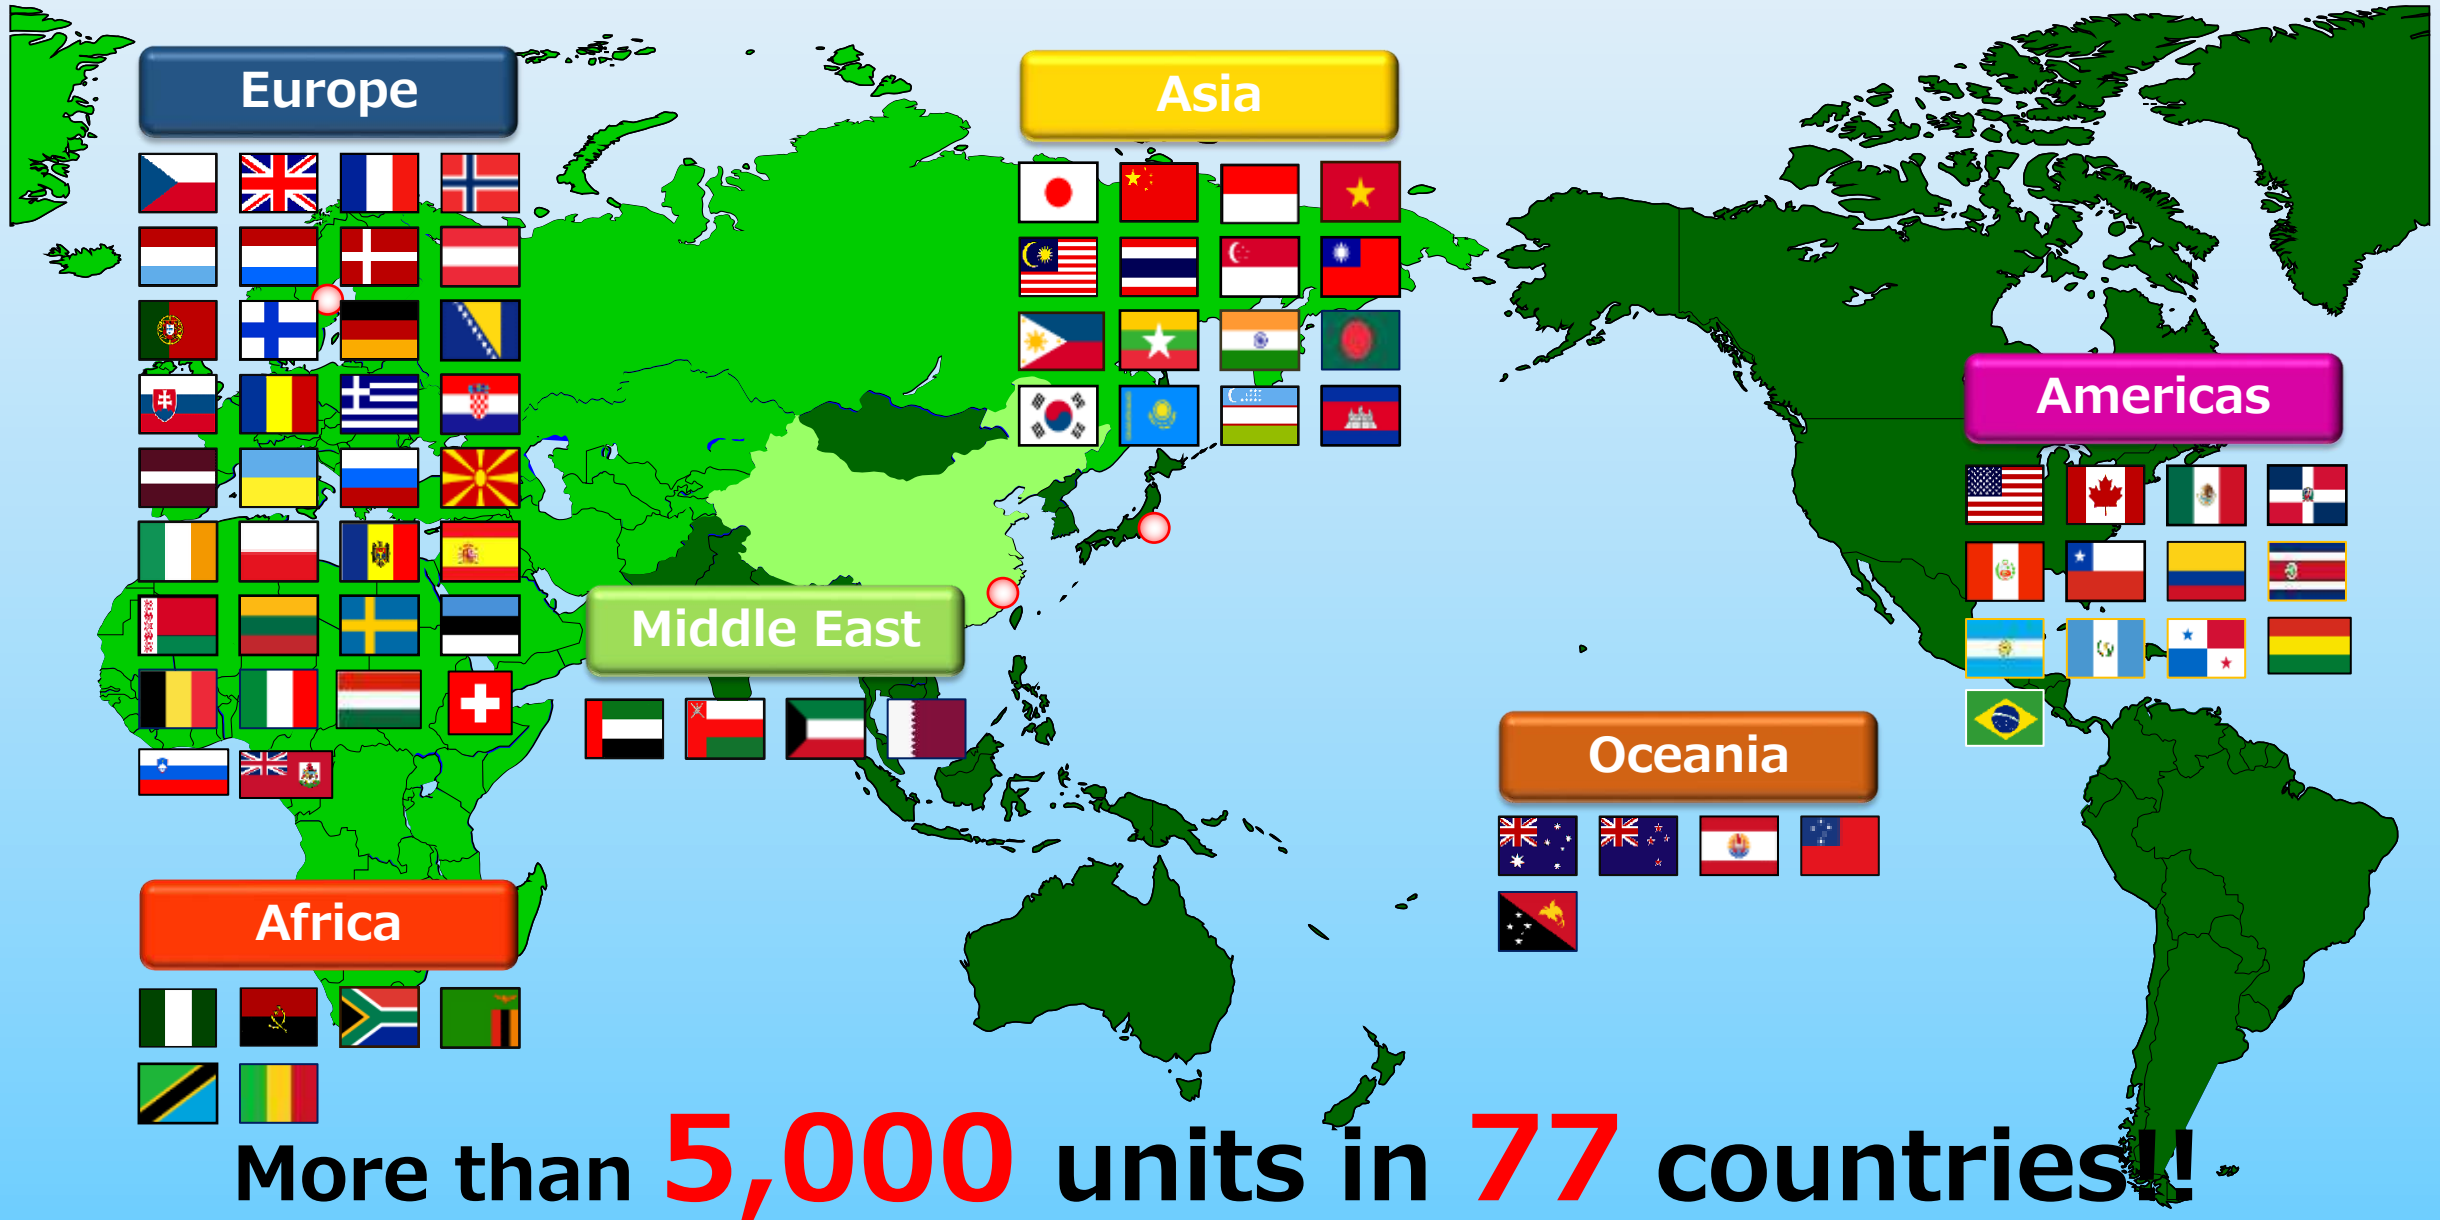 Europe
Asia
Americas
Middle East
Oceania
Africa
More than 5,000 units in 77 countries!!